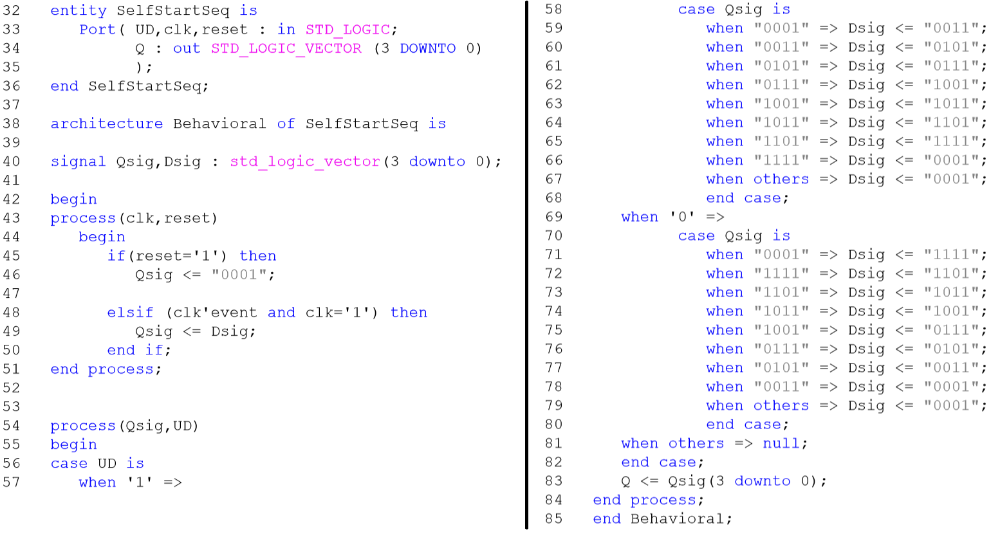 32 entity SelfStartSeq is
33 Port( UD,clk,reset : in STD_LOGIC;
34 Q : out STD_LOGIC_VECTOR (3 DOWNTO 0)
35 );
36 end SelfStartSeq;
37
38 architecture Behavioral of SelfStartSeq is
39
40 signal Qsig,Dsig : std_logic_vector(3 downto 0);
41
42 begin
43 process(clk,reset)
44 begin
45 if(reset='1') then
46 Qsig <= "0001";
47
48 elsif (clk'event and clk='1') then
49 Qsig <= Dsig;
50 end if;
51 end process;
52
53
54 process(Qsig,UD)
55 begin
56 case UD is
57 when '1' =>
58 case Qsig is
59 when "0001" => Dsig <= "0011";
60 when "0011" => Dsig <= "0101";
61 when "0101" => Dsig <= "0111";
62 when "0111" => Dsig <= "1001";
63 when "1001" => Dsig <= "1011";
64 when "1011" => Dsig <= "1101";
65 when "1101" => Dsig <= "1111";
66 when "1111" => Dsig <= "0001";
67 when others => Dsig <= "0001";
68 end case;
69 when '0' =>
70 case Qsig is
71 when "0001" => Dsig <= "1111";
72 when "1111" => Dsig <= "1101";
73 when "1101" => Dsig <= "1011";
74 when "1011" => Dsig <= "1001";
75 when "1001" => Dsig <= "0111";
76 when "0111" => Dsig <= "0101";
77 when "0101" => Dsig <= "0011";
78 when "0011" => Dsig <= "0001";
79 when others => Dsig <= "0001";
80 end case;
81 when others => null;
82 end case;
83 Q <= Qsig(3 downto 0);
84 end process;
85 end Behavioral;